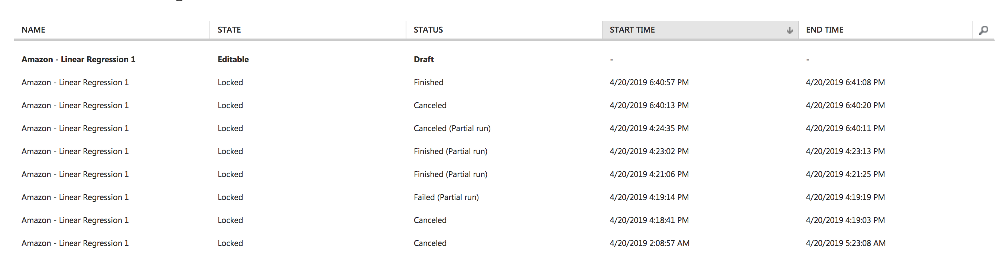 NAME STATE STATUS START TIME END TIME
Amazon - Linear Regression 1 Editable Draft - -
Amazon - Linear Regression 1 Locked Finished 4/20/2019 6:40:57 PM 4/20/2019 6:41:08 PM
Amazon - Linear Regression 1 Locked Canceled 4/20/2019 6:40:13 PM 4/20/2019 6:40:20 PM
Amazon - Linear Regression 1 Locked Canceled (Partial run) 4/20/2019 4:24:35 PM 4/20/2019 6:40:11 PM
Amazon - Linear Regression 1 Locked Finished (Partial run) 4/20/2019 4:23:02 PM 4/20/2019 4:23:13 PM
Amazon - Linear Regression 1 Locked Finished (Partial run) 4/20/2019 4:21:06 PM 4/20/2019 4:21:25 PM
Amazon - Linear Regression 1 Locked Failed (Partial run) 4/20/2019 4:19:14 PM 4/20/2019 4:19:19 PM
Amazon - Linear Regression 1 Locked Canceled 4/20/2019 4:18:41 PM 4/20/2019 4:19:03 PM
Amazon - Linear Regression 1 Locked Canceled 4/20/2019 2:08:57 AM 4/20/2019 5:23:08 AM